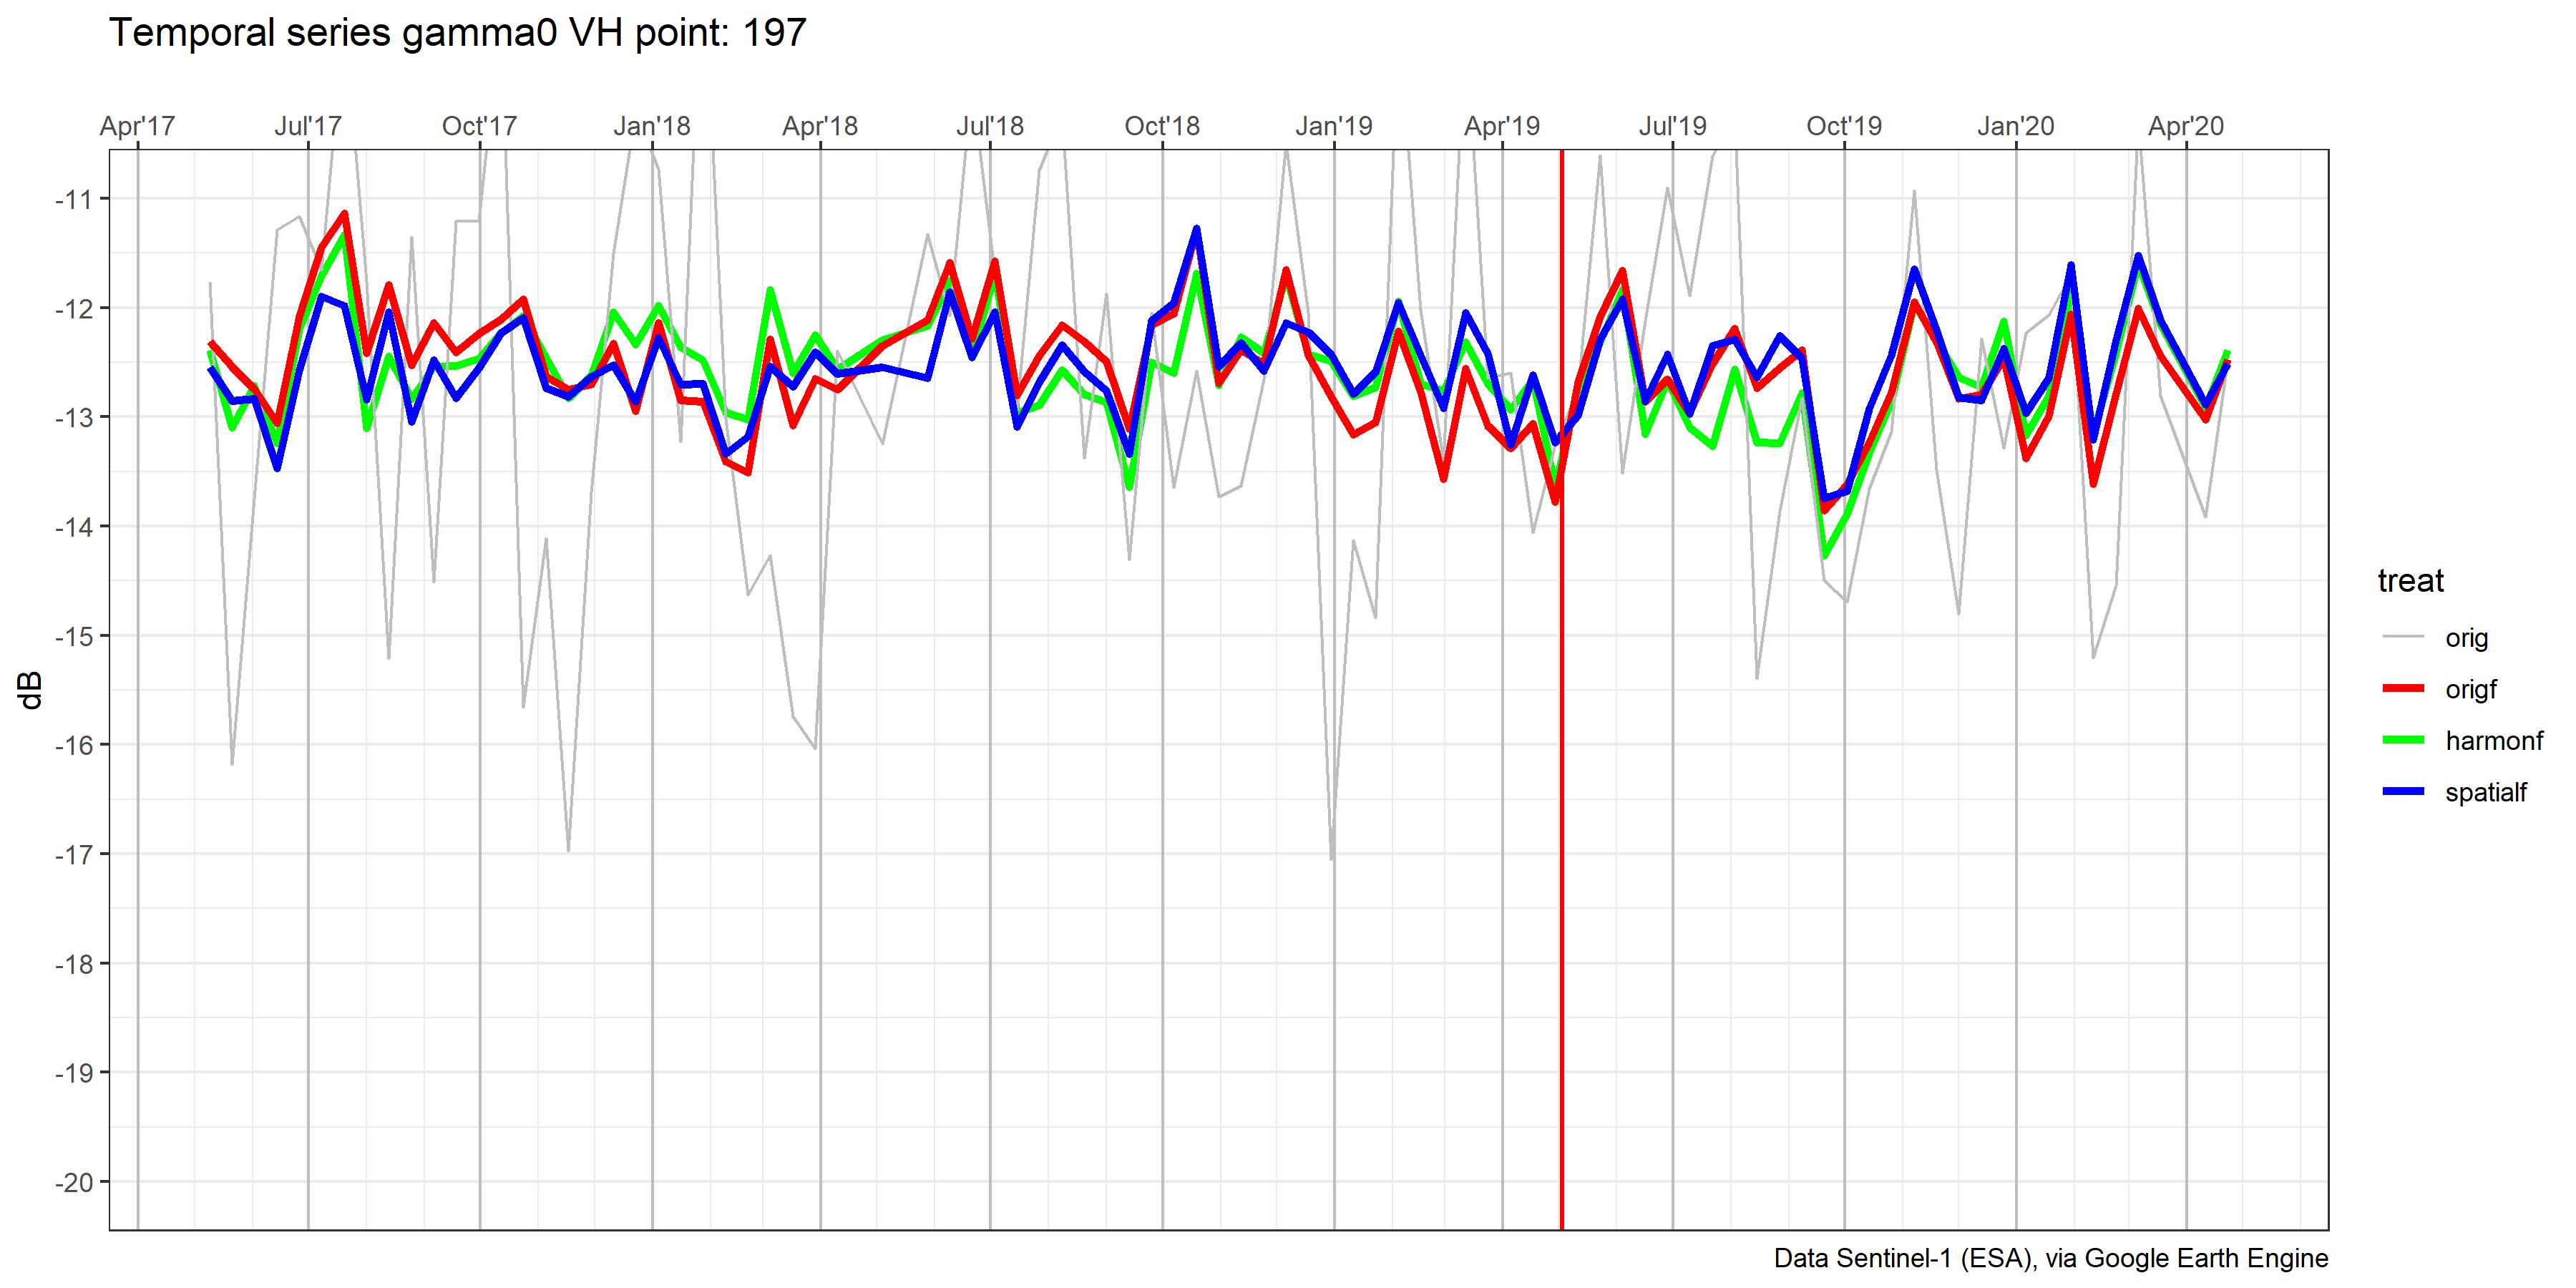 Temporal series gamma0 VH point: 197
Apr'17 Jul'17 Oct'17 Jan'18 Apr'18 Jul'18 Oct'18 Jan'19 Apr'19 Jul'19 Oct'19 Jan'20 Apr'20
-11
-12
-13
-14
-15
-16
-17
-18
-19
-20
dB
treat
orig
origf
harmonf
spatialf
Data Sentinel-1 (ESA), via Google Earth Engine